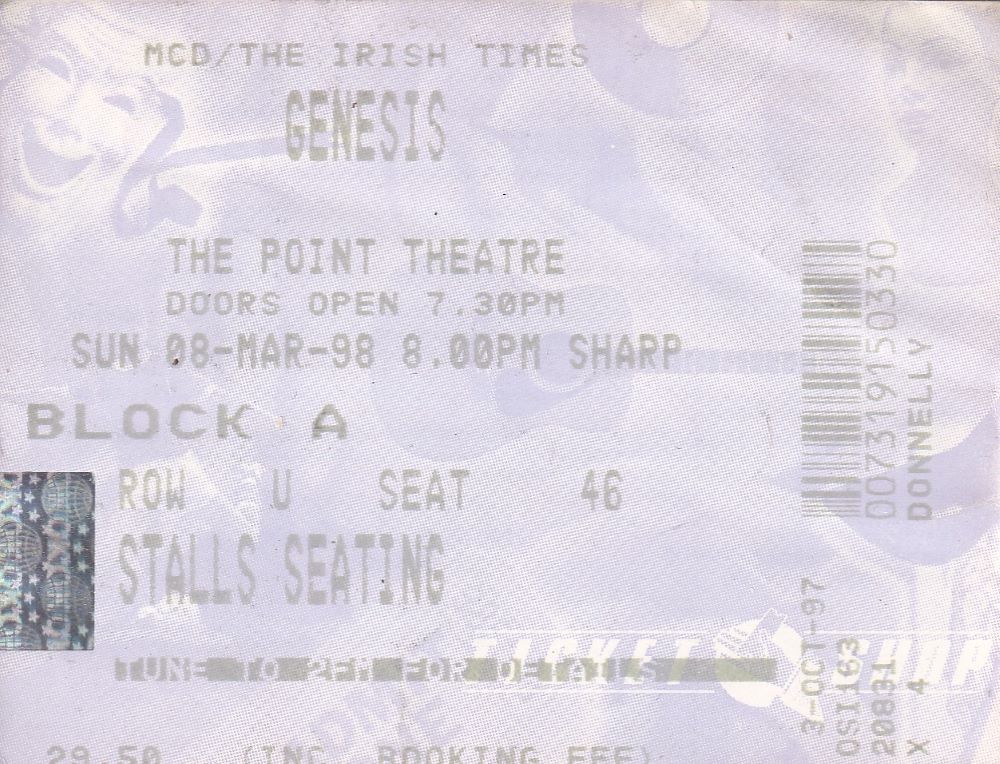 MCD/THE IRISH TIMES
GENESIS
THE POINT THEATRE
DOORS OPEN 7.30PM
SUN 08-MAR-98 8.00PM SHARP
BLOCK A
ROW U SEAT 46
STALLS SEATING
TUNE TO 2FM FOR DETAILS
29.50 (INC. BOOKING FEE)
TICKET SHOP
ADMIT
007319150330
DONNELLY
3-OCT-97
OSI163
20831
X 4